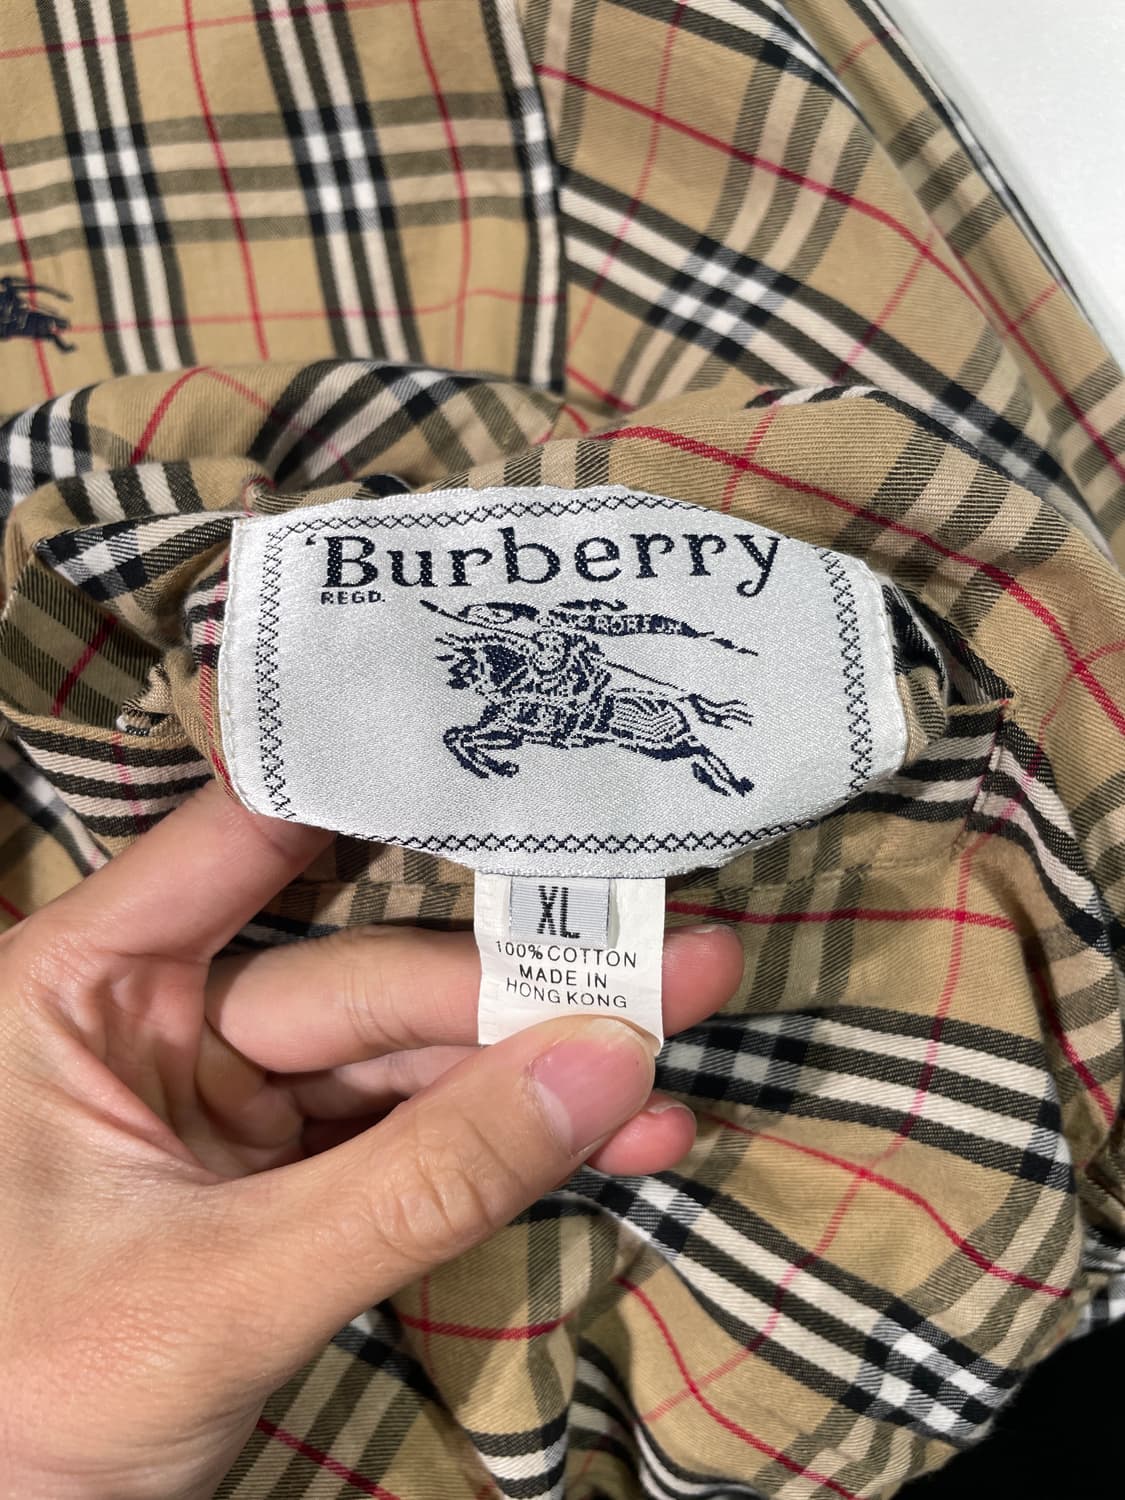 'Burberry
REGD.
XL
100% COTTON
MADE IN
HONG KONG